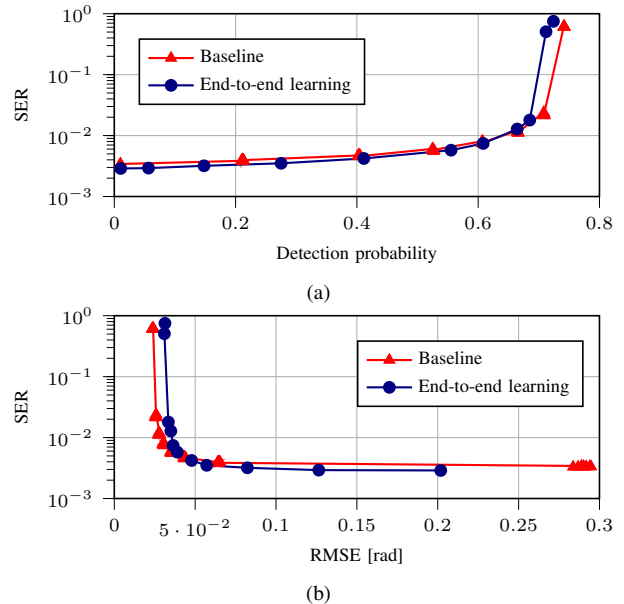 10^0
10^{-1}
10^{-2}
10^{-3}
SER
Baseline
End-to-end learning
0 0.2 0.4 0.6 0.8
Detection probability
(a)
10^0
10^{-1}
10^{-2}
10^{-3}
SER
Baseline
End-to-end learning
0 5 · 10^{-2} 0.1 0.15 0.2 0.25 0.3
RMSE [rad]
(b)